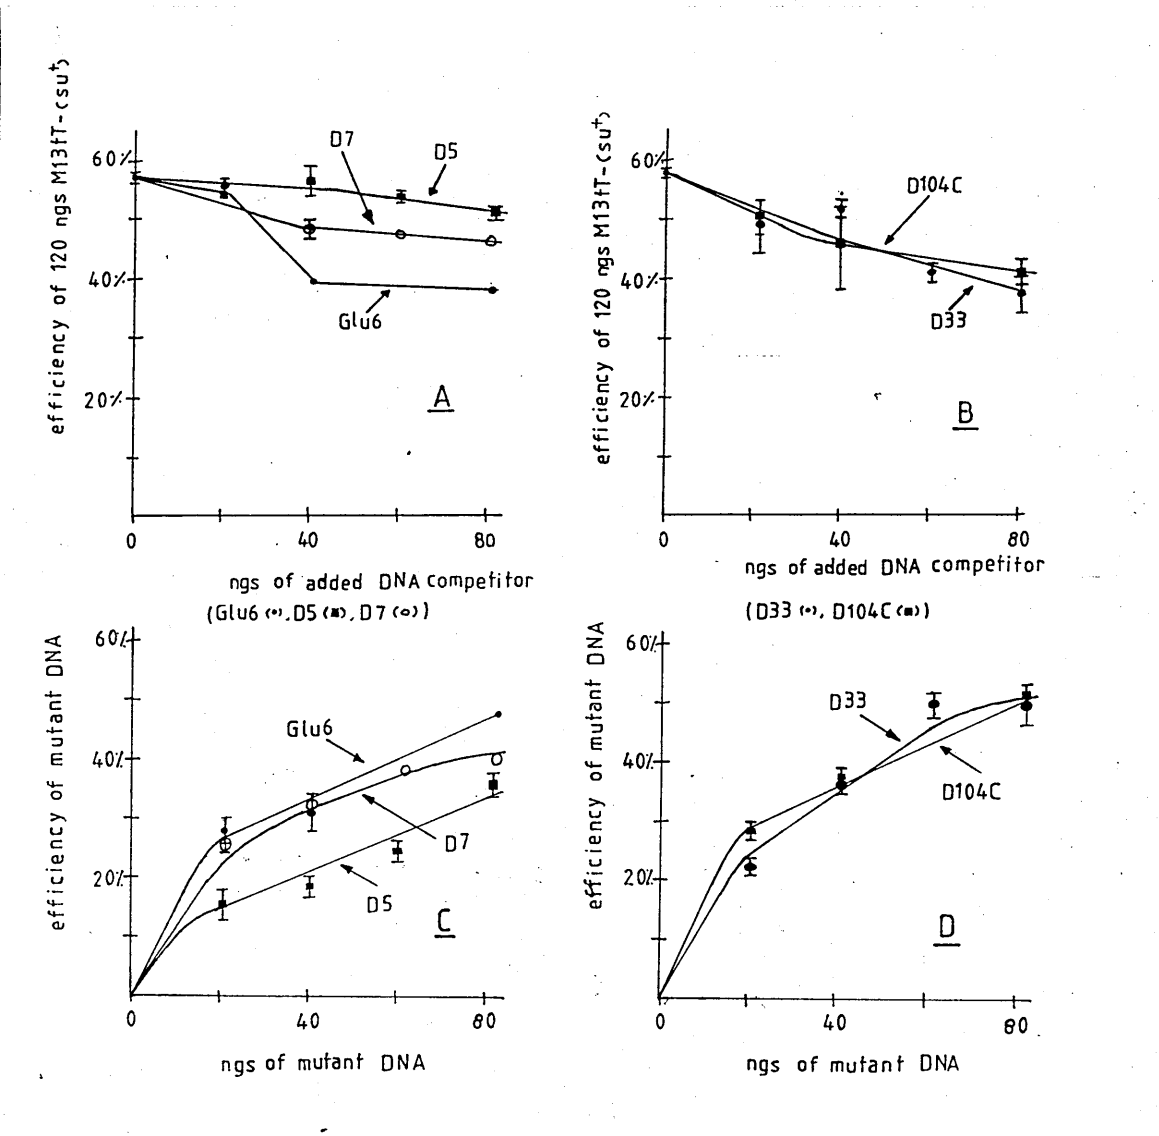 efficiency of 120 ngs M13tT-(su⁺)
60%
40%
20%
D7
D5
Glu6
A
0 40 80
ngs of added DNA competitor
(Glu6 (•), D5 (■), D7 (○))
efficiency of 120 ngs M13tT-(su⁺)
60%
40%
20%
D104C
D33
B
0 40 80
ngs of added DNA competitor
(D33 (•), D104C (■))
efficiency of mutant DNA
60%
40%
20%
Glu6
D7
D5
C
0 40 80
ngs of mutant DNA
efficiency of mutant DNA
60%
40%
20%
D33
D104C
D
0 40 80
ngs of mutant DNA